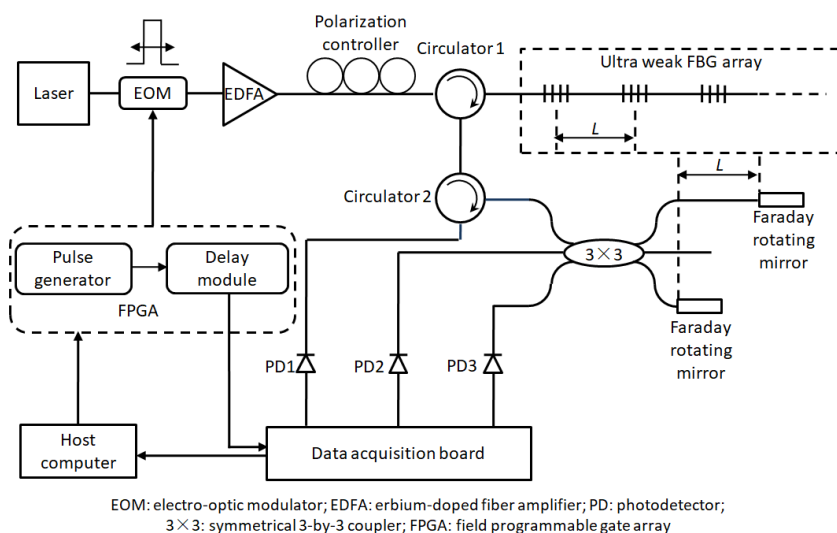 Polarization
controller
Circulator 1
Ultra weak FBG array
Laser
EOM
EDFA
L
L
Circulator 2
Faraday
rotating
mirror
Pulse
generator
Delay
module
3×3
FPGA
Faraday
rotating
mirror
PD1
PD2
PD3
Host
computer
Data acquisition board
EOM: electro-optic modulator; EDFA: erbium-doped fiber amplifier; PD: photodetector;
3×3: symmetrical 3-by-3 coupler; FPGA: field programmable gate array